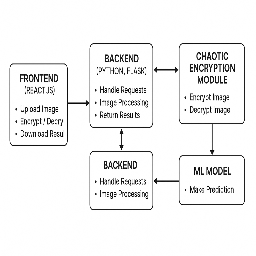 FRONTEND
(REACTJS)
• Upload Image
• Encrypt / Decry
• Download Resu
BACKEND
(PYTHON, FLASK)
• Handle Requests
• Image Processing
• Return Results
CHAOTIC
ENCRYPTION
MODULE
• Encrypt Image
• Decrypt Image
BACKEND
• Handle Requests
• Image Processing
ML MODEL
• Make Prediction